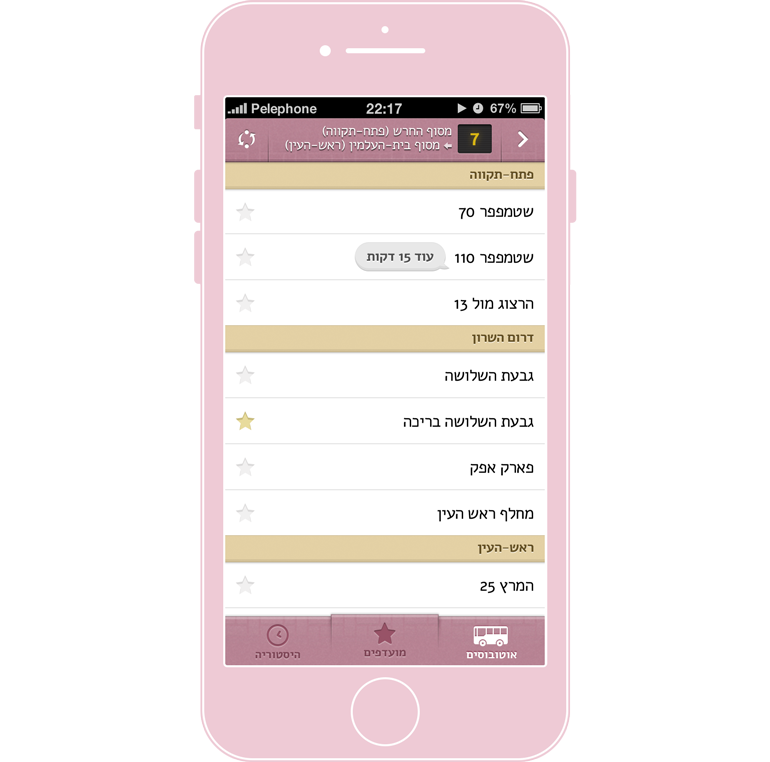 Pelephone 22:17 67%
מסוף החרש (פתח-תקווה)
מסוף בית-העלמין (ראש-העין)
7
פתח-תקווה
שטמפפר 70
שטמפפר 110
עוד 15 דקות
הרצוג מול 13
דרום השרון
גבעת השלושה
גבעת השלושה בריכה
פארק אפק
מחלף ראש העין
ראש-העין
המרץ 25
אוטובוסים
מועדפים
היסטוריה